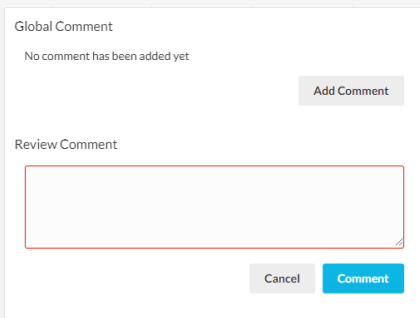 Global Comment
No comment has been added yet
Add Comment
Review Comment
Cancel Comment